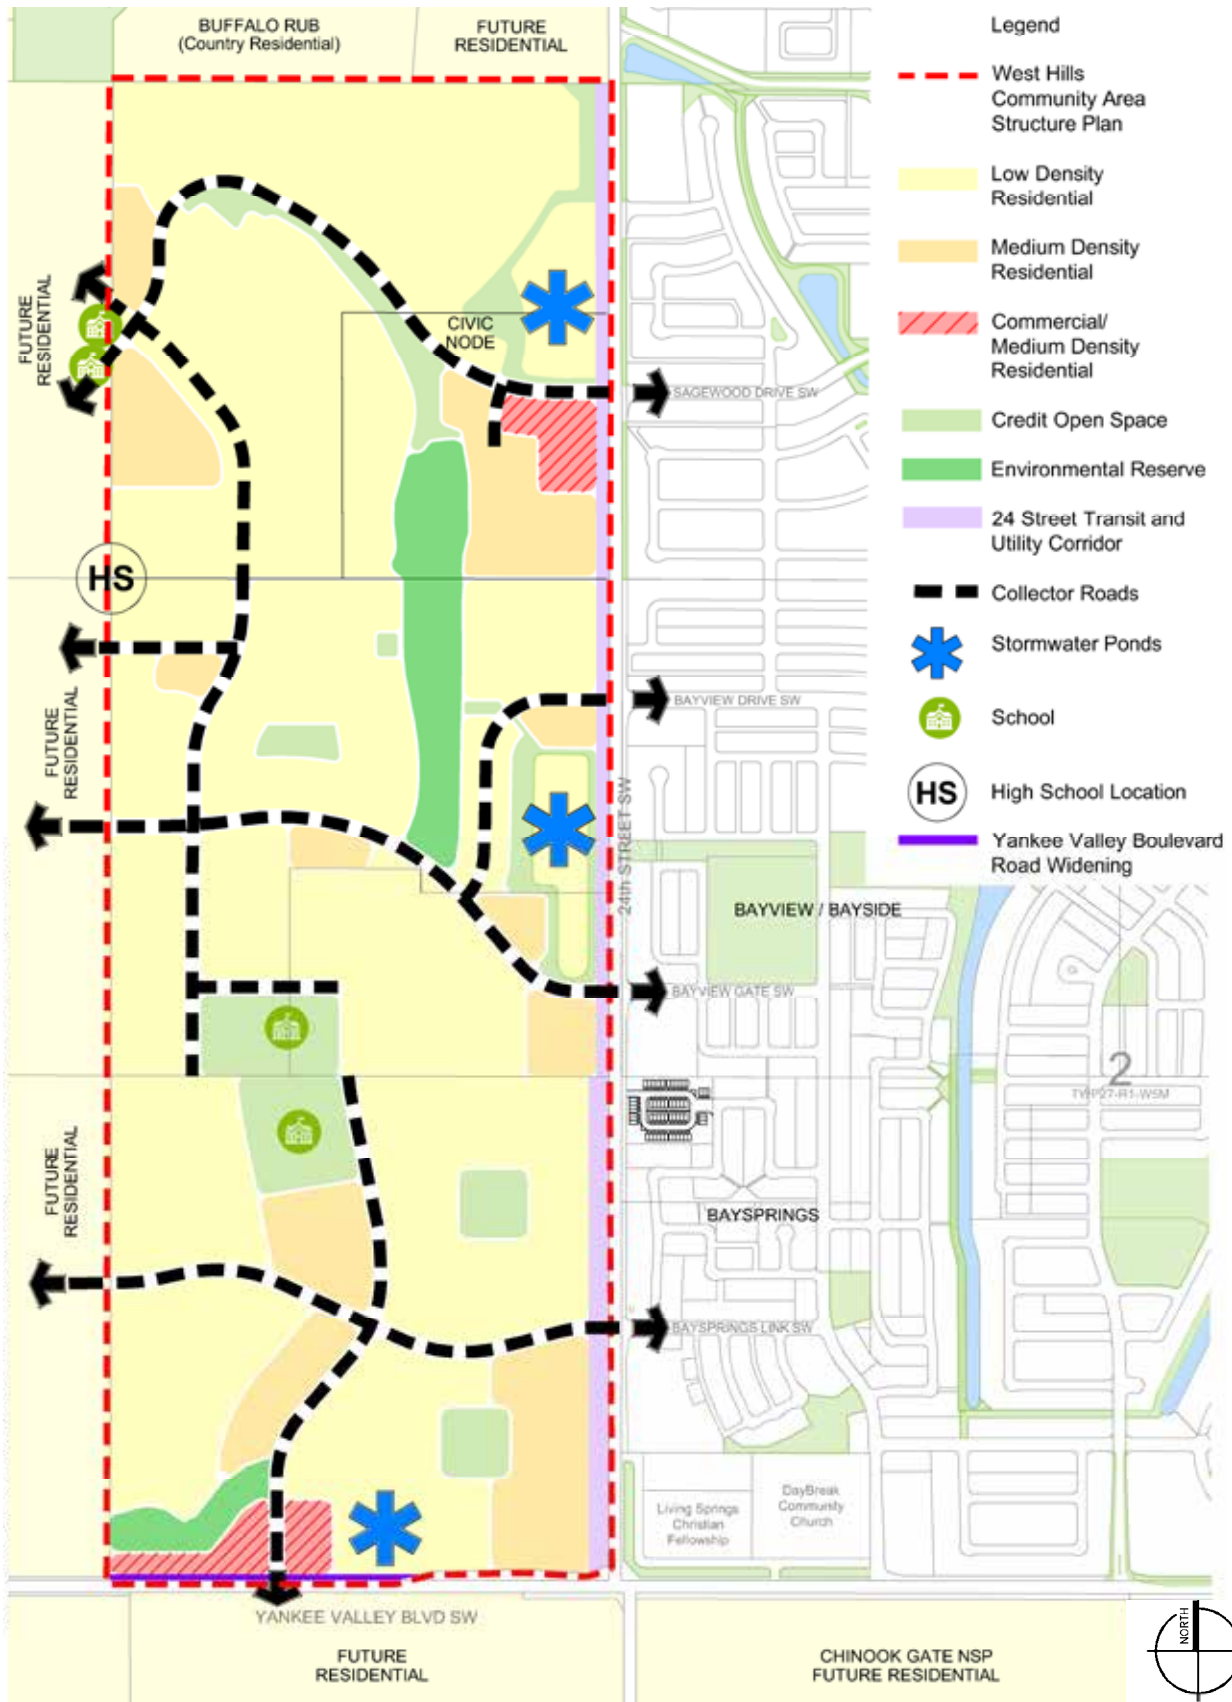 BUFFALO RUB
(Country Residential)
FUTURE
RESIDENTIAL
Legend
West Hills
Community Area
Structure Plan
Low Density
Residential
Medium Density
Residential
Commercial/
Medium Density
Residential
Credit Open Space
Environmental Reserve
24 Street Transit and
Utility Corridor
Collector Roads
Stormwater Ponds
School
HS
High School Location
Yankee Valley Boulevard
Road Widening
FUTURE
RESIDENTIAL
CIVIC
NODE
SAGEWOOD DRIVE SW
HS
FUTURE
RESIDENTIAL
BAYVIEW DRIVE SW
24th STREET SW
BAYVIEW / BAYSIDE
BAYVIEW GATE SW
2
TWP27-R1-W5M
FUTURE
RESIDENTIAL
BAYSPRINGS
BAYSPRINGS LINK SW
Living Springs
Christian
Fellowship
DayBreak
Community
Church
YANKEE VALLEY BLVD SW
FUTURE
RESIDENTIAL
CHINOOK GATE NSP
FUTURE RESIDENTIAL
NORTH